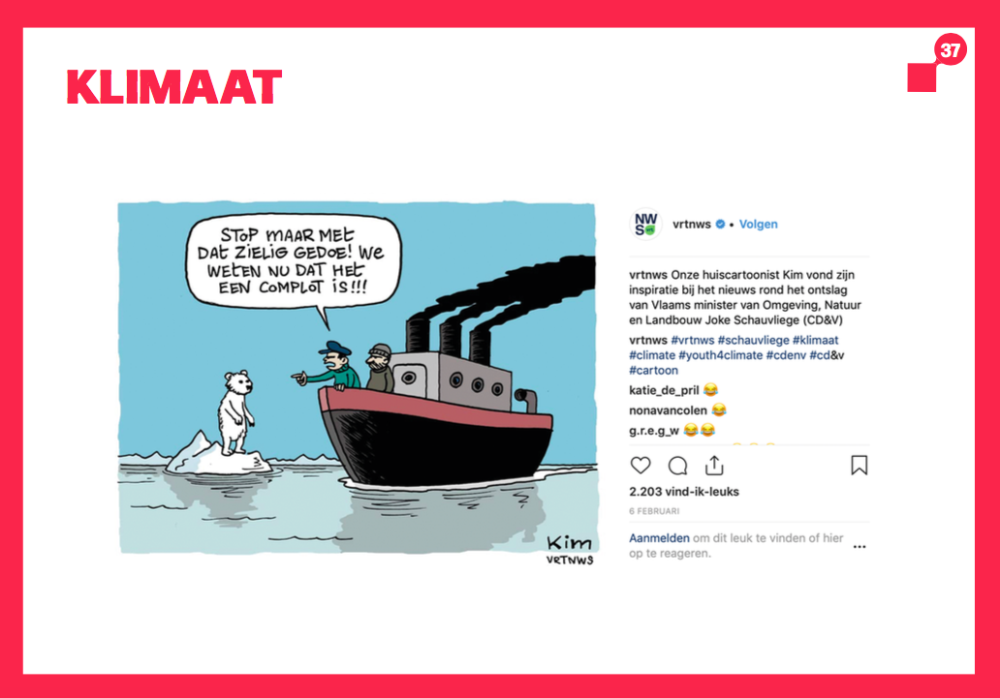 37
KLIMAAT
STOP MAAR MET
DAT ZIELIG GEDOE! WE
WETEN NU DAT HET
EEN COMPLOT IS!!!
Kim
VRTNWS
NWS
vrtnws • Volgen
vrtnws Onze huiscartoonist Kim vond zijn
inspiratie bij het nieuws rond het ontslag
van Vlaams minister van Omgeving, Natuur
en Landbouw Joke Schauvliege (CD&V)
vrtnws #vrtnws #schauvliege #klimaat
#climate #youth4climate #cdenv #cd&v
#cartoon
katie_de_pril 😂
nonavancolen 😂
g.r.e.g_w 😂😂
2.203 vind-ik-leuks
6 FEBRUARI
Aanmelden om dit leuk te vinden of hier
op te reageren.